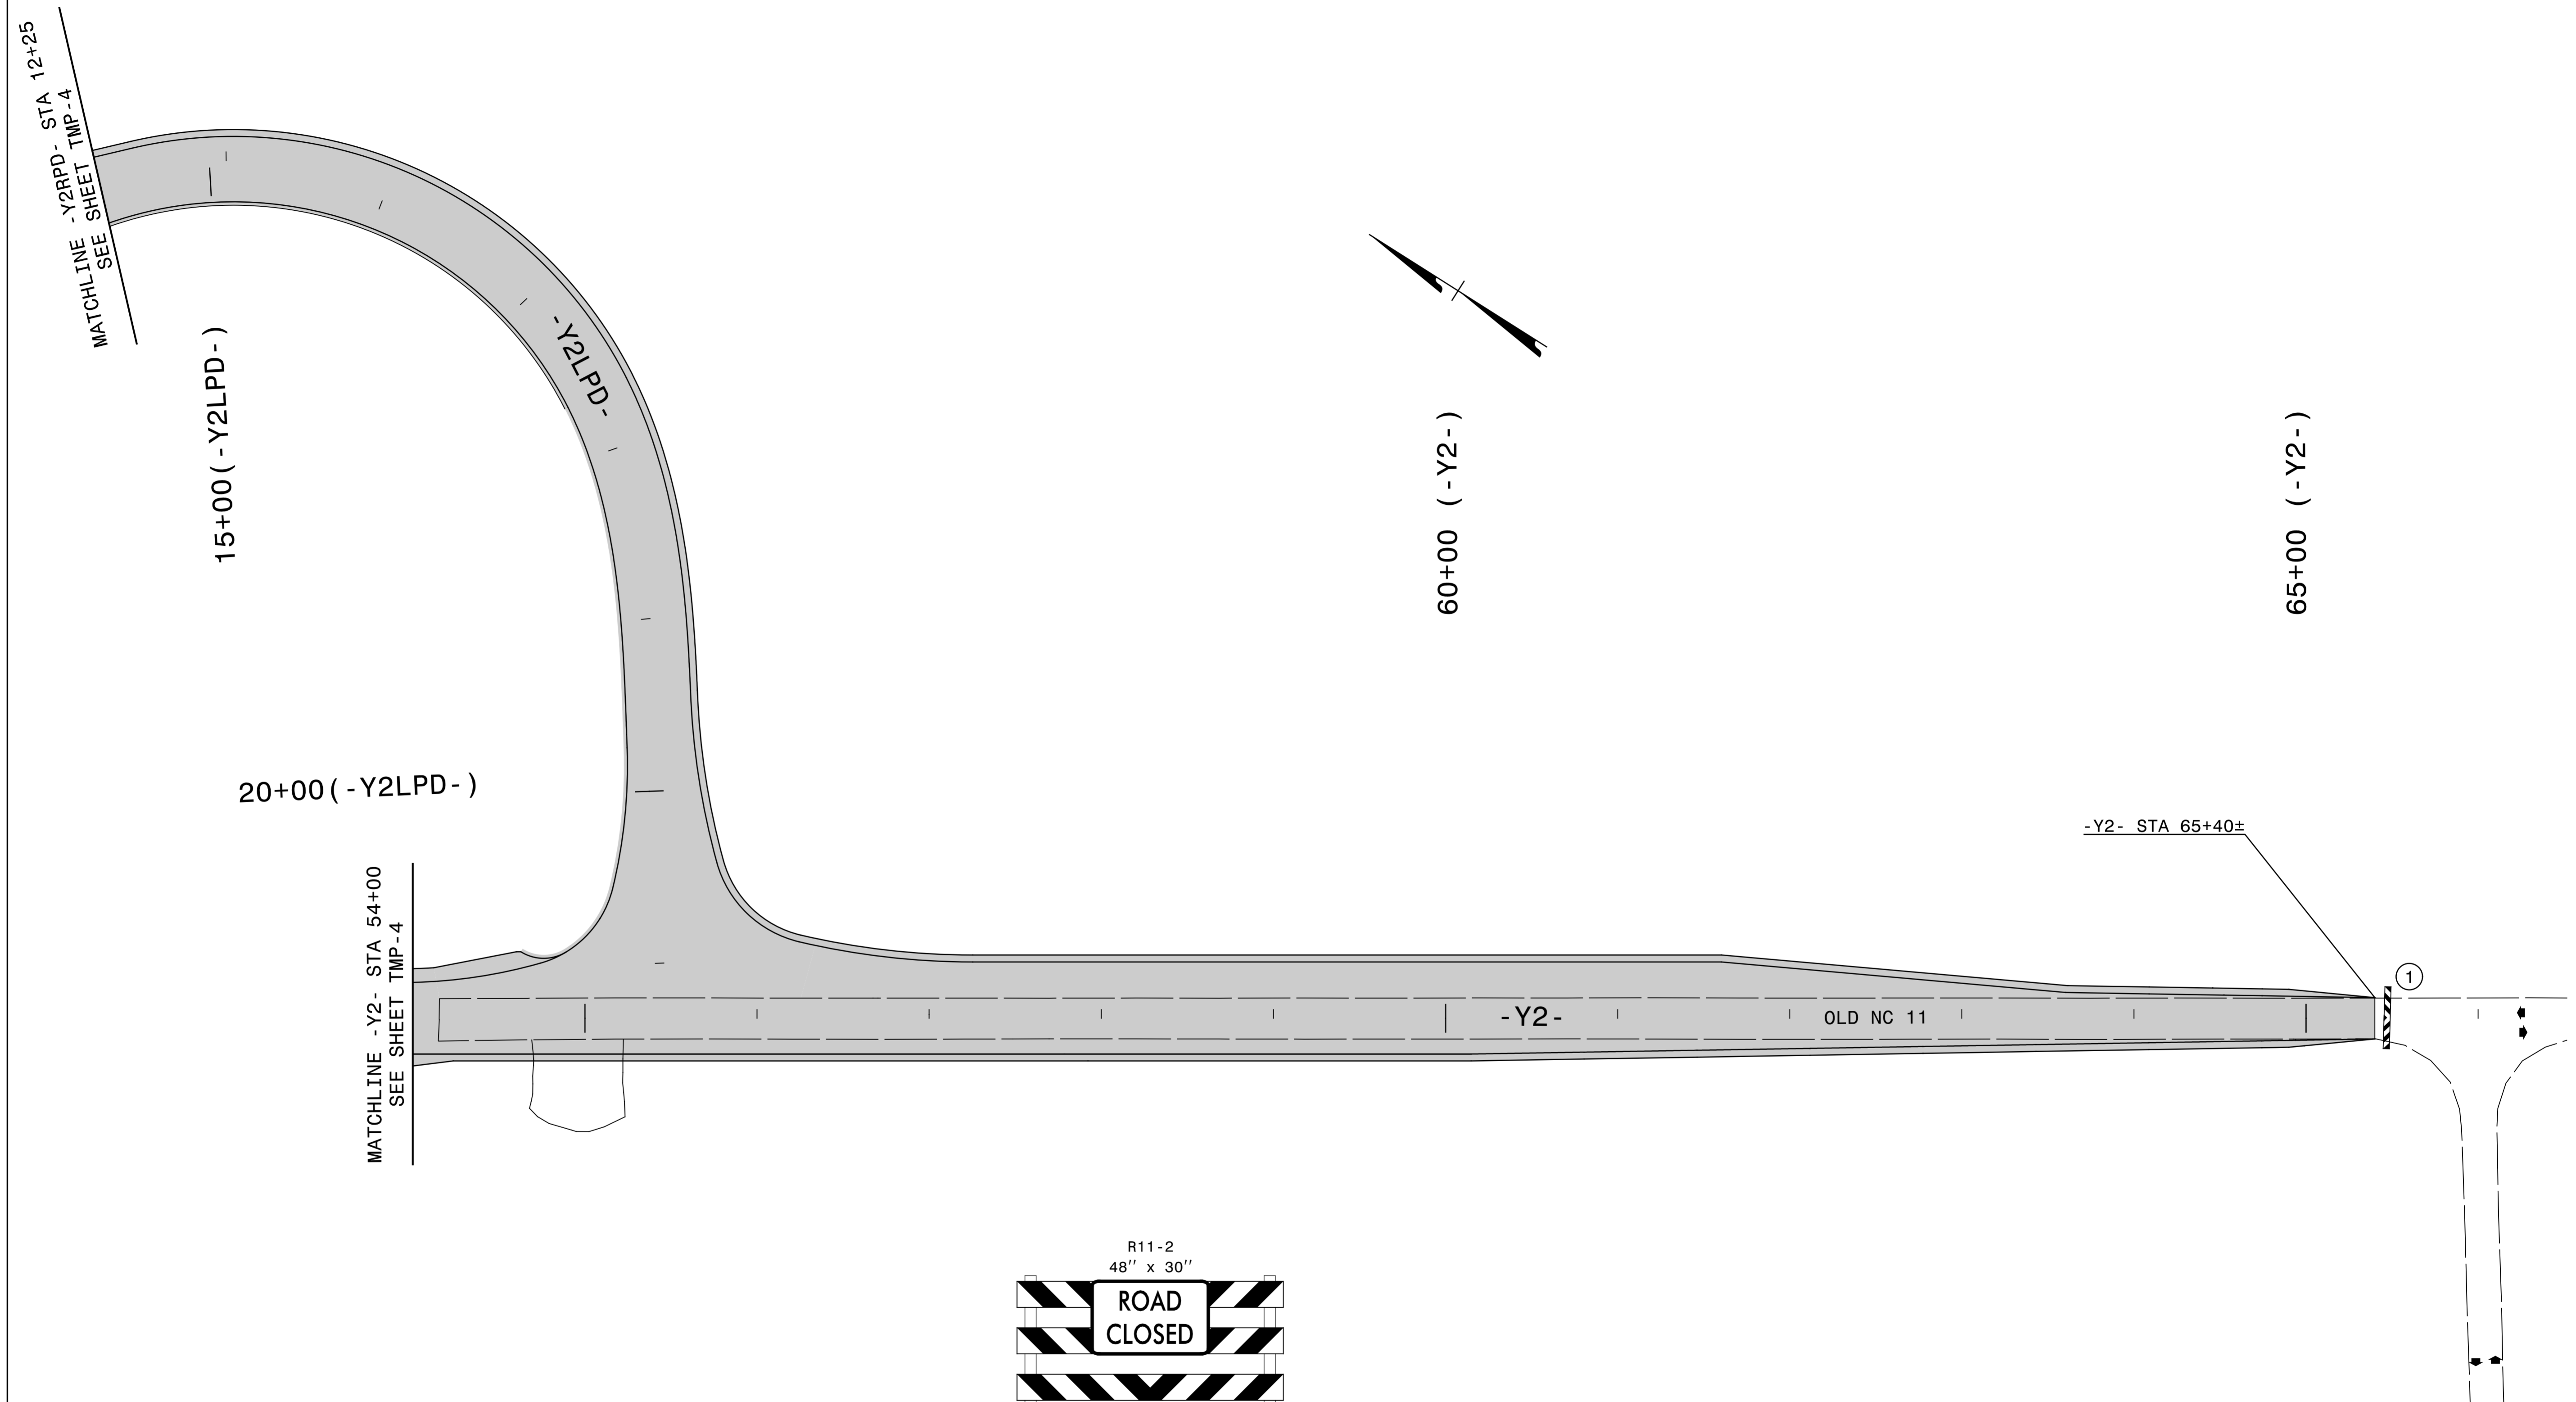 MATCHLINE -Y2RPD- STA 12+25
SEE SHEET TMP-4
15+00(-Y2LPD-)
-Y2LPD-
60+00 (-Y2-)
65+00 (-Y2-)
20+00(-Y2LPD-)
-Y2- STA 65+40±
MATCHLINE -Y2- STA 54+00
SEE SHEET TMP-4
1
-Y2-
OLD NC 11
R11-2
48'' x 30''
ROAD
CLOSED